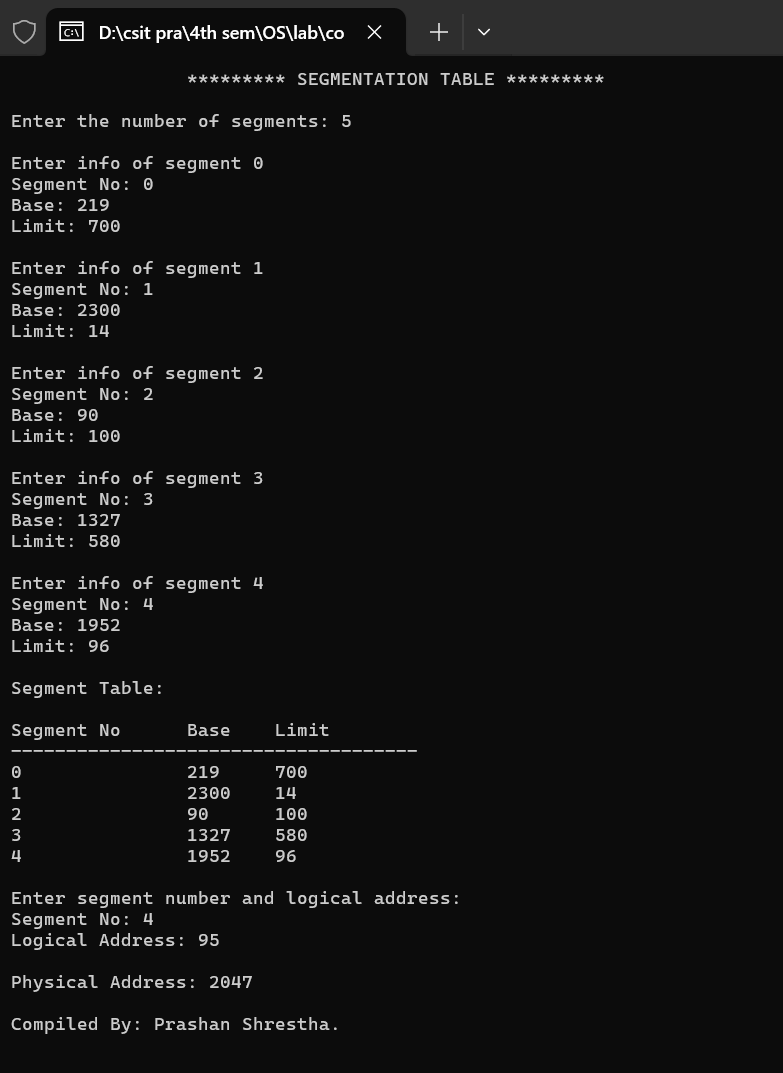 D:\csit pra\4th sem\OS\lab\co
********* SEGMENTATION TABLE *********
Enter the number of segments: 5
Enter info of segment 0
Segment No: 0
Base: 219
Limit: 700
Enter info of segment 1
Segment No: 1
Base: 2300
Limit: 14
Enter info of segment 2
Segment No: 2
Base: 90
Limit: 100
Enter info of segment 3
Segment No: 3
Base: 1327
Limit: 580
Enter info of segment 4
Segment No: 4
Base: 1952
Limit: 96
Segment Table:
Segment No Base Limit
-------------------------------------
0 219 700
1 2300 14
2 90 100
3 1327 580
4 1952 96
Enter segment number and logical address:
Segment No: 4
Logical Address: 95
Physical Address: 2047
Compiled By: Prashan Shrestha.